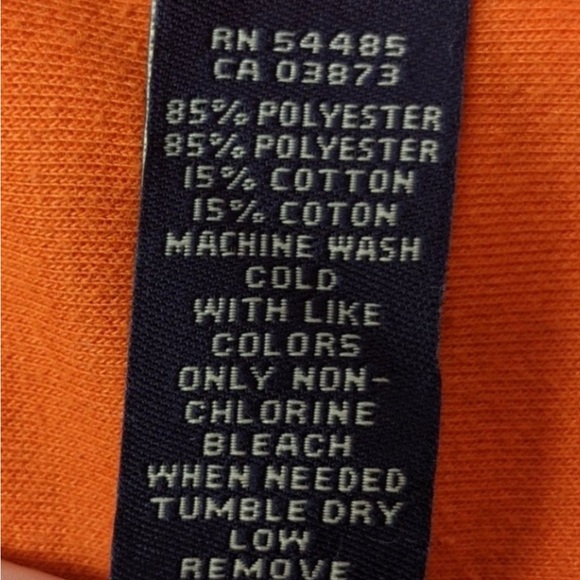 RN 54485
CA 03873
85% POLYESTER
85% POLYESTER
15% COTTON
15% COTON
MACHINE WASH
COLD
WITH LIKE
COLORS
ONLY NON-
CHLORINE
BLEACH
WHEN NEEDED
TUMBLE DRY
LOW
REMOVE